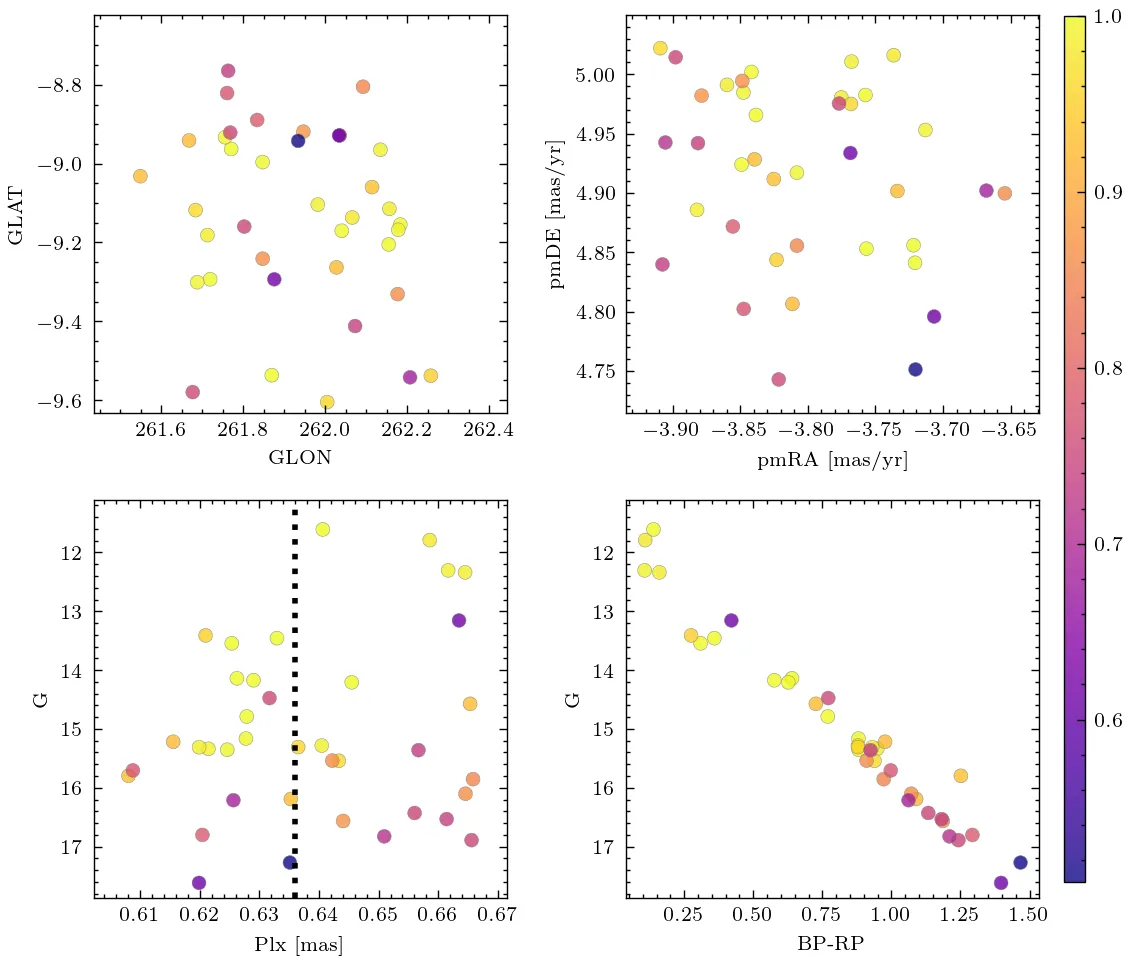 −8.8
−9.0
−9.2
−9.4
−9.6
GLAT
261.6 261.8 262.0 262.2 262.4
GLON
5.00
4.95
4.90
4.85
4.80
4.75
pmDE [mas/yr]
−3.90 −3.85 −3.80 −3.75 −3.70 −3.65
pmRA [mas/yr]
1.0
0.9
0.8
0.7
0.6
12
13
14
15
16
17
G
0.61 0.62 0.63 0.64 0.65 0.66 0.67
Plx [mas]
12
13
14
15
16
17
G
0.25 0.50 0.75 1.00 1.25 1.50
BP-RP